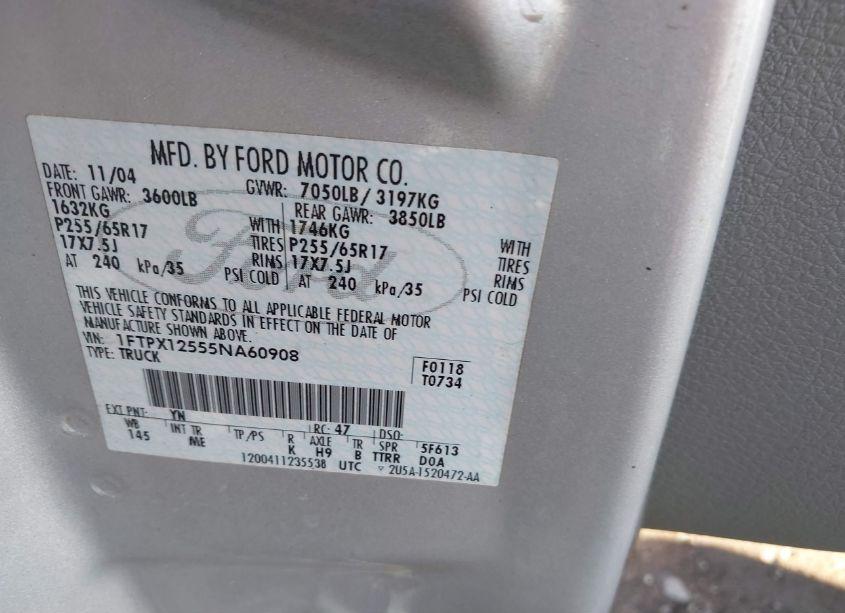 MFD. BY FORD MOTOR CO.
DATE: 11/04 GVWR: 7050LB / 3197KG
FRONT GAWR: 3600LB REAR GAWR: 3850LB
1632KG WITH 1746KG WITH
P255/65R17 TIRES P255/65R17 TIRES
17X7.5J RIMS 17X7.5J RIMS
AT 240 kPa/35 PSI COLD AT 240 kPa/35 PSI COLD
Ford
THIS VEHICLE CONFORMS TO ALL APPLICABLE FEDERAL MOTOR
VEHICLE SAFETY STANDARDS IN EFFECT ON THE DATE OF
MANUFACTURE SHOWN ABOVE.
VIN: 1FTPX12555NA60908
TYPE: TRUCK
F0118
T0734
EXT PNT: YN RC: 47 DSO:
WB INT TR TP/PS R AXLE TR SPR 5F613
145 ME K H9 B TTRR DOA
1200411235538 UTC ▽ 2U5A-1520472-AA